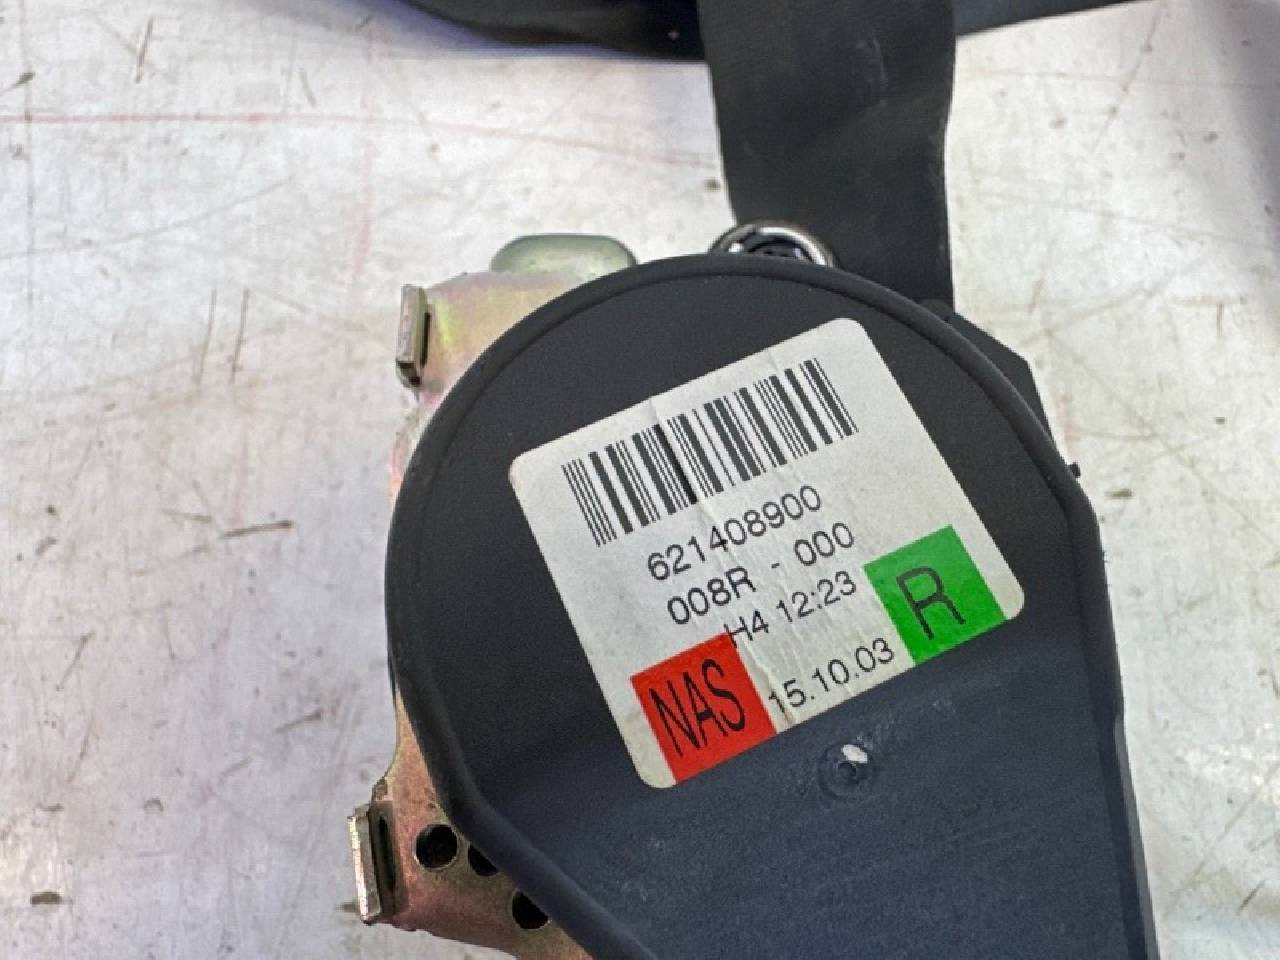 621408900
008R - 000
H4 12:23
NAS 15.10.03 R